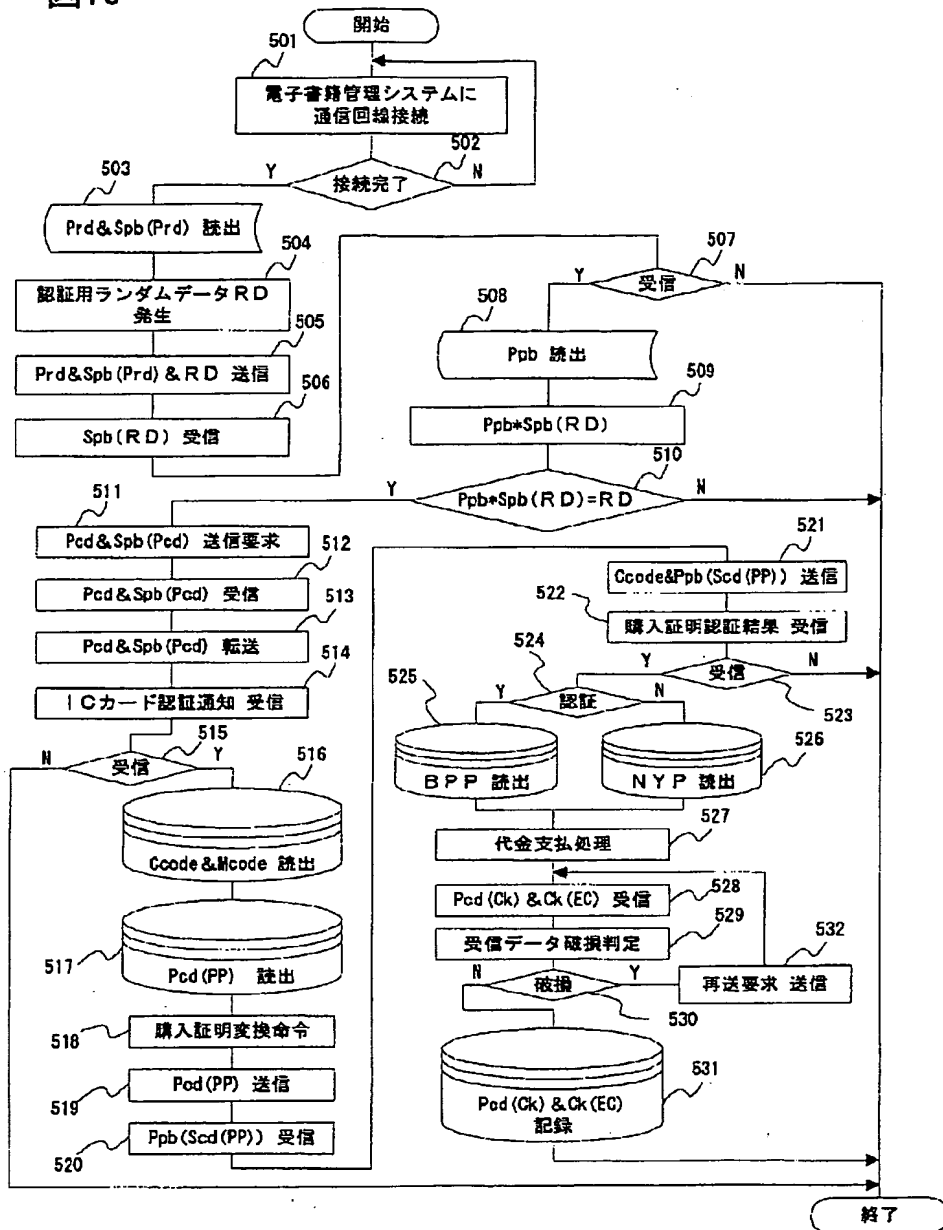 開始
501
電子書籍管理システムに
通信回線接続
502
Y
接続完了
N
503
Prd&Spb(Prd) 読出
504
認証用ランダムデータRD
発生
505
Prd&Spb(Prd)&RD 送信
506
Spb(RD) 受信
507
Y
受信
N
508
Ppb 読出
509
Ppb*Spb(RD)
510
Y
Ppb*Spb(RD)=RD
N
511
Pcd&Spb(Pcd) 送信要求
512
Pcd&Spb(Pcd) 受信
513
Pcd&Spb(Pcd) 転送
514
ICカード認証通知 受信
515
N
受信
Y
516
Ccode&Mcode 読出
517
Pcd(PP) 読出
518
購入証明変換命令
519
Pcd(PP) 送信
520
Ppb(Scd(PP)) 受信
521
Ccode&Ppb(Scd(PP)) 送信
522
購入証明認証結果 受信
523
Y
受信
N
524
Y
認証
N
525
BPP 読出
526
NYP 読出
527
代金支払処理
528
Pcd(Ck)&Ck(EC) 受信
529
受信データ破損判定
530
N
破損
Y
532
再送要求 送信
531
Pcd(Ck)&Ck(EC)
記録
終了